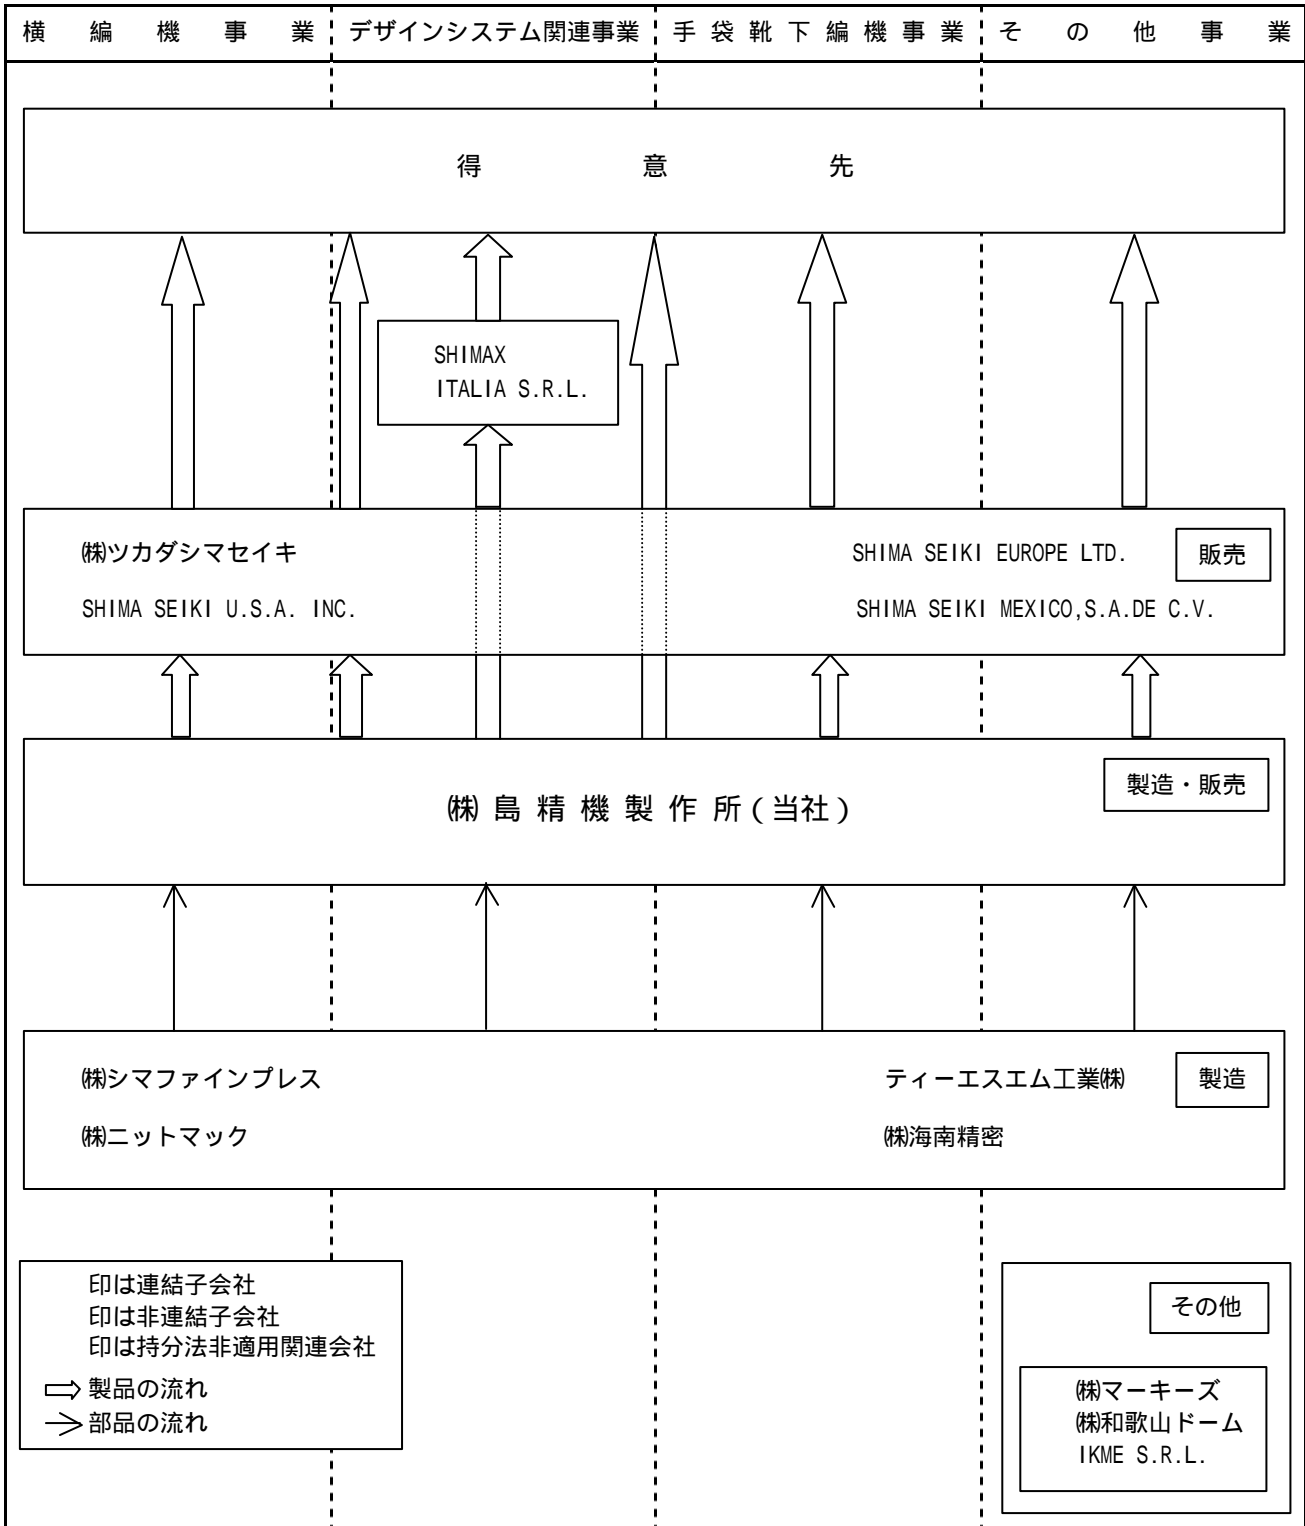 横編機事業 デザインシステム関連事業 手袋靴下編機事業 その他事業
得意先
SHIMAX
ITALIA S.R.L.
㈱ツカダシマセイキ SHIMA SEIKI EUROPE LTD. 販売
SHIMA SEIKI U.S.A. INC. SHIMA SEIKI MEXICO,S.A.DE C.V.
製造・販売
㈱島精機製作所(当社)
㈱シマファインプレス ティーエスエム工業㈱ 製造
㈱ニットマック ㈱海南精密
印は連結子会社
印は非連結子会社
印は持分法非適用関連会社
製品の流れ
部品の流れ
その他
㈱マーキーズ
㈱和歌山ドーム
IKME S.R.L.